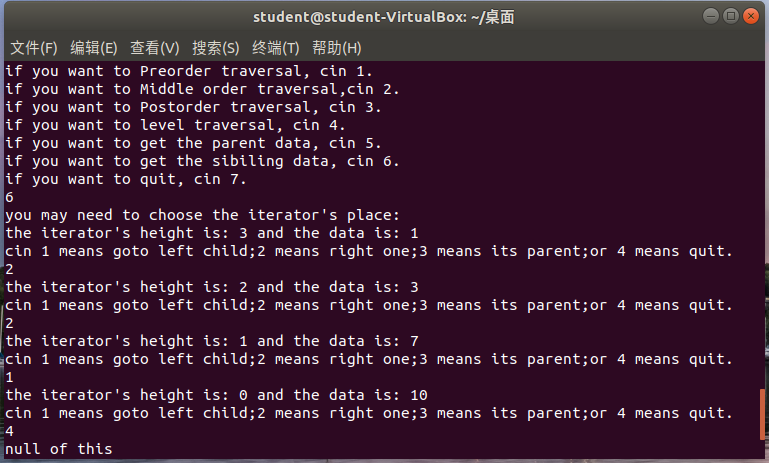 student@student-VirtualBox: ~/桌面
文件(F) 编辑(E) 查看(V) 搜索(S) 终端(T) 帮助(H)
if you want to Preorder traversal, cin 1.
if you want to Middle order traversal,cin 2.
if you want to Postorder traversal, cin 3.
if you want to level traversal, cin 4.
if you want to get the parent data, cin 5.
if you want to get the sibiling data, cin 6.
if you want to quit, cin 7.
6
you may need to choose the iterator's place:
the iterator's height is: 3 and the data is: 1
cin 1 means goto left child;2 means right one;3 means its parent;or 4 means quit.
2
the iterator's height is: 2 and the data is: 3
cin 1 means goto left child;2 means right one;3 means its parent;or 4 means quit.
2
the iterator's height is: 1 and the data is: 7
cin 1 means goto left child;2 means right one;3 means its parent;or 4 means quit.
1
the iterator's height is: 0 and the data is: 10
cin 1 means goto left child;2 means right one;3 means its parent;or 4 means quit.
4
null of this